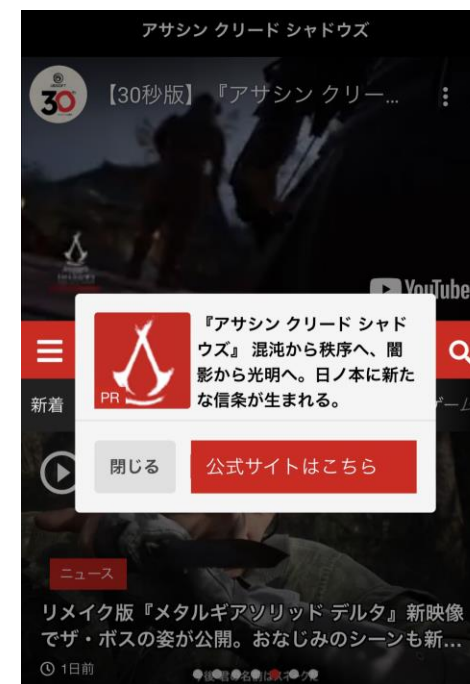 アサシン クリード シャドウズ
30
【30秒版】『アサシン クリー...
YouTube
『アサシン クリード シャド
ウズ』 混沌から秩序へ、闇
影から光明へ。日ノ本に新た
な信条が生まれる。
PR
新着
ゲーム
閉じる
公式サイトはこちら
ニュース
リメイク版『メタルギアソリッド デルタ』新映像
でザ・ボスの姿が公開。おなじみのシーンも新...
1日前